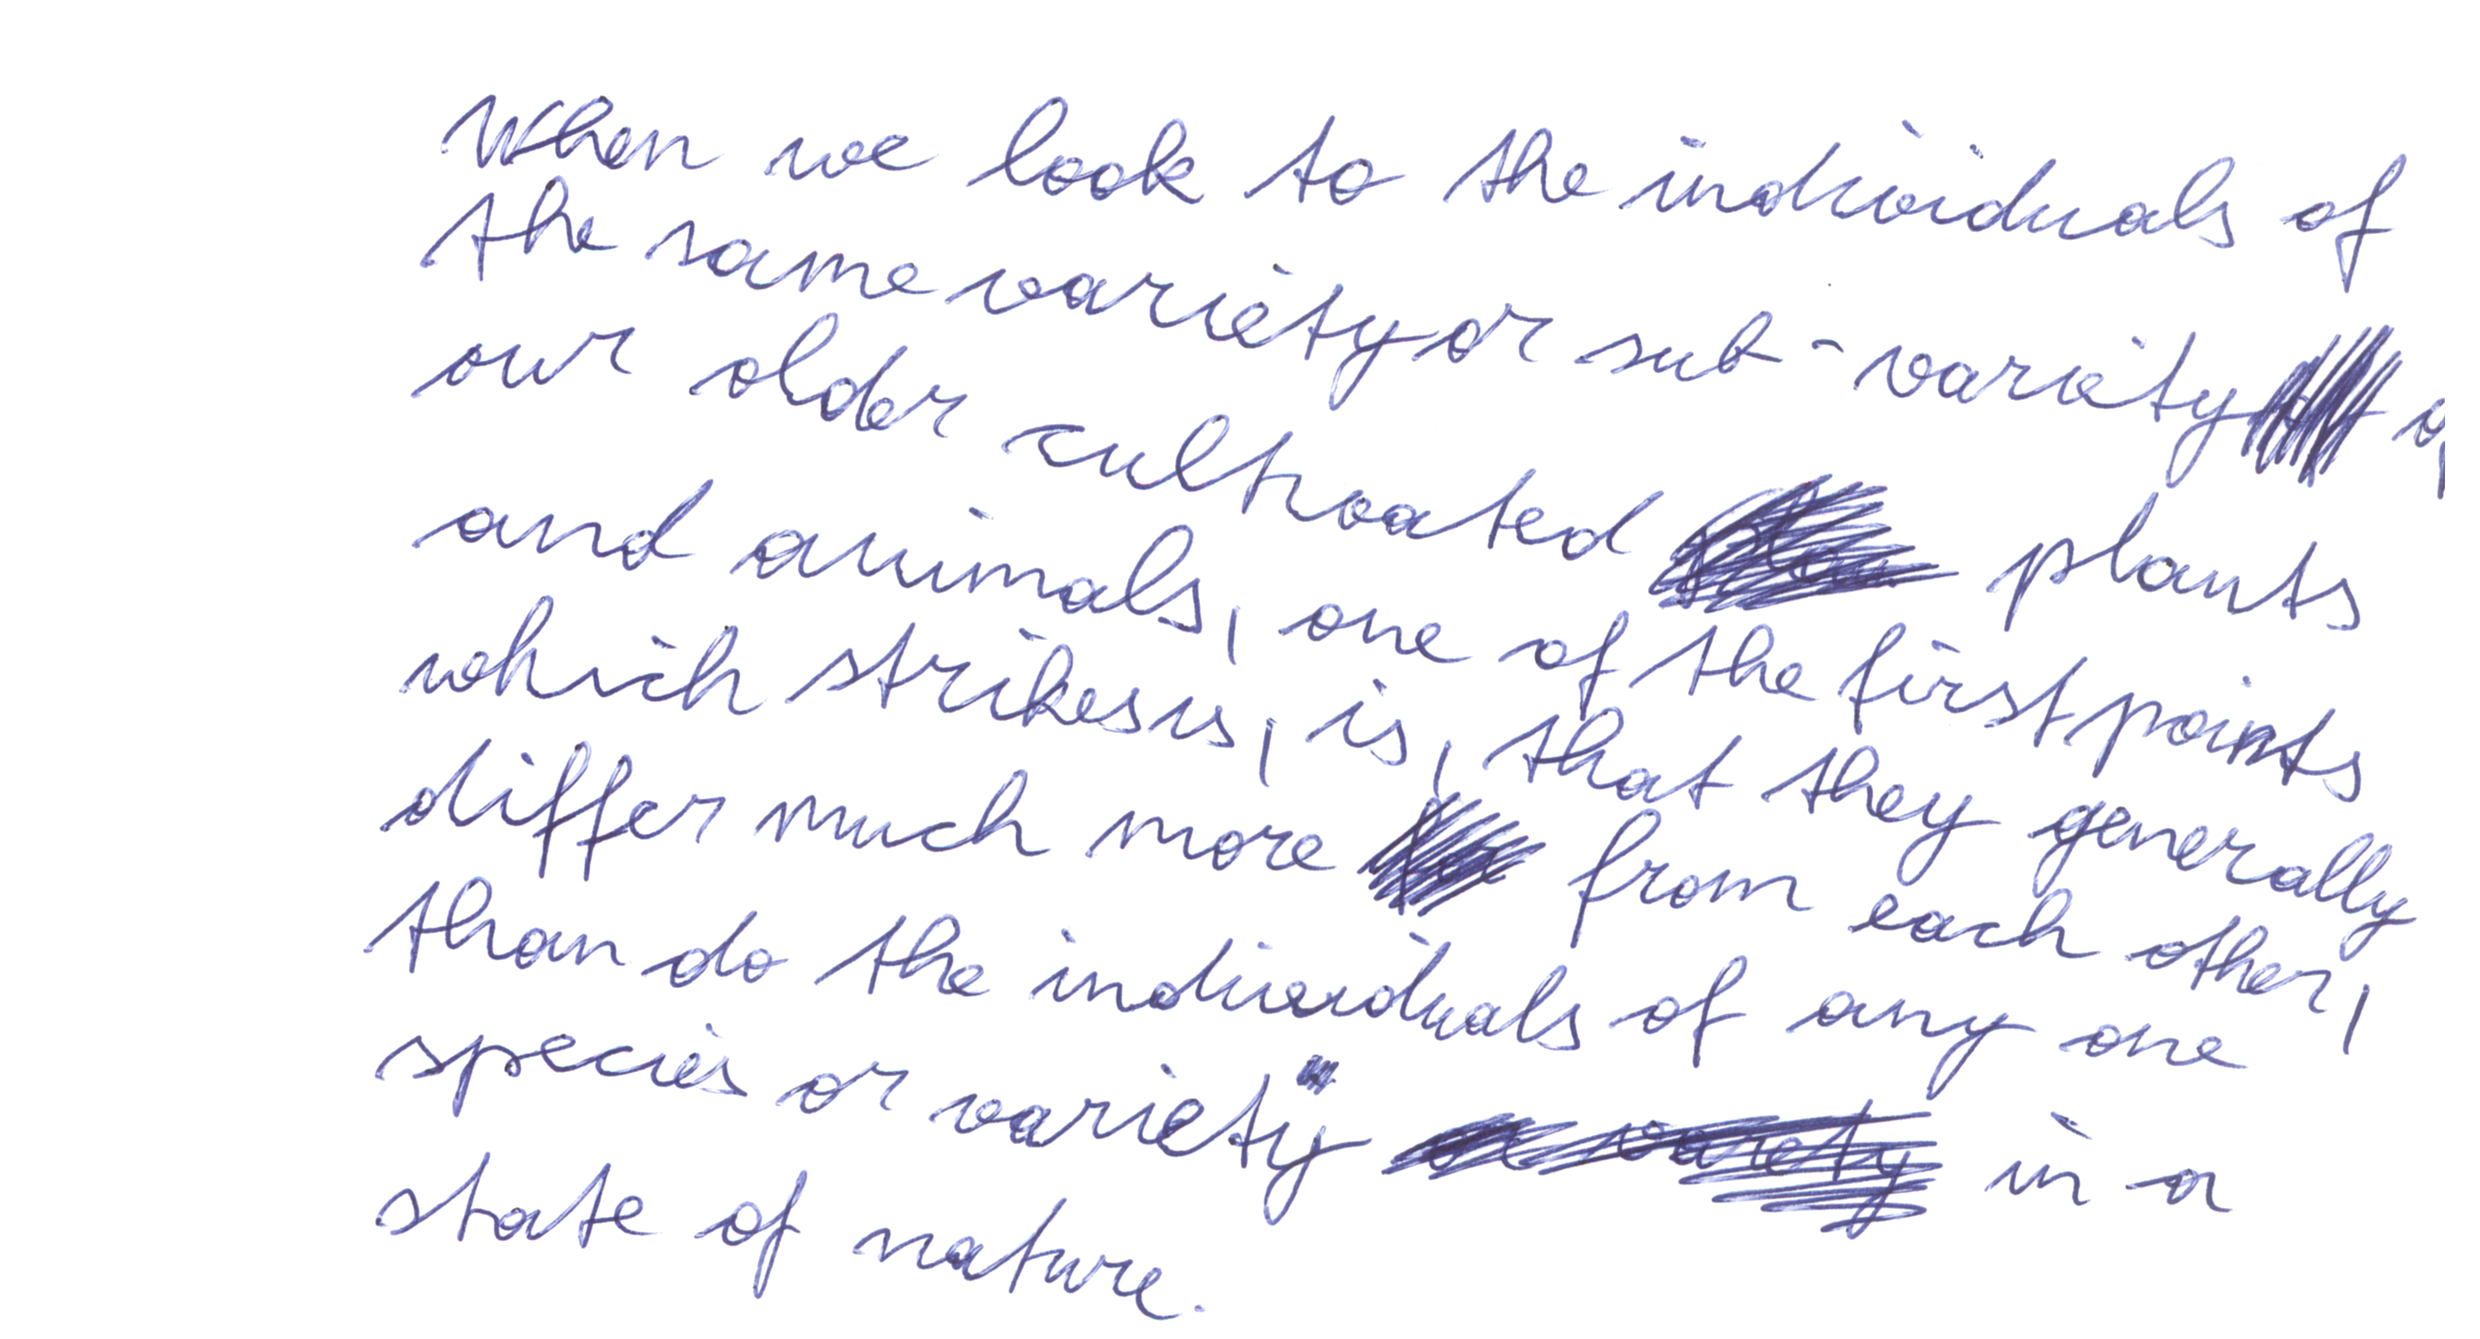 When we look to the individuals of
the same variety or sub-variety
our older cultivated plants
and animals, one of the first points
which strikes us, is, that they generally
differ much more from each other,
than do the individuals of any one
species or variety in a
state of nature.